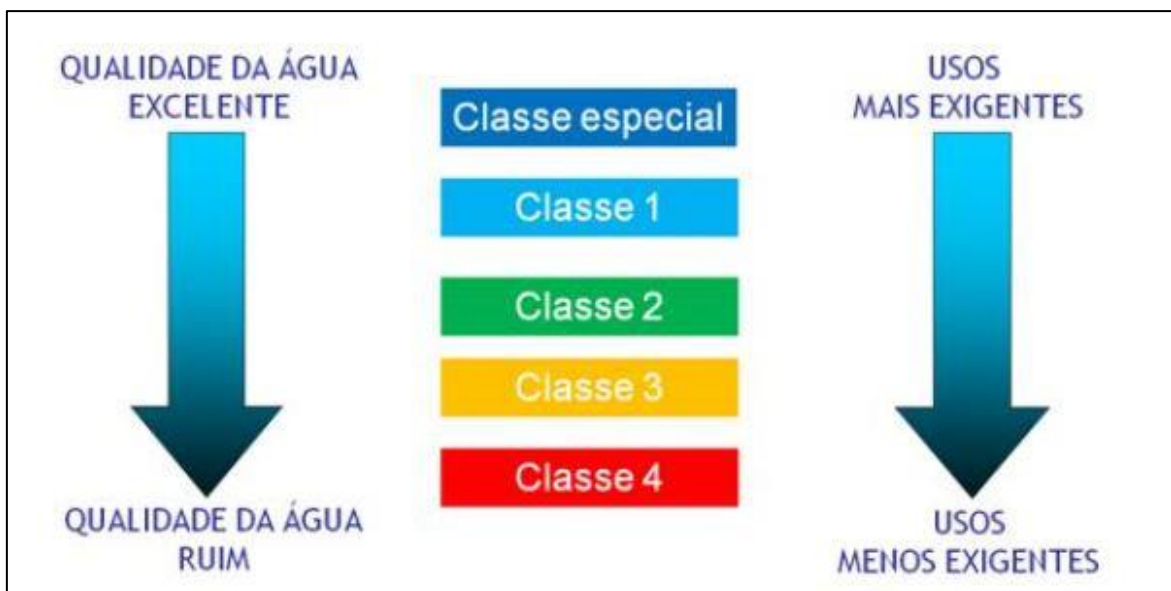 QUALIDADE DA ÁGUA
EXCELENTE
USOS
MAIS EXIGENTES
Classe especial
Classe 1
Classe 2
Classe 3
Classe 4
QUALIDADE DA ÁGUA
RUIM
USOS
MENOS EXIGENTES